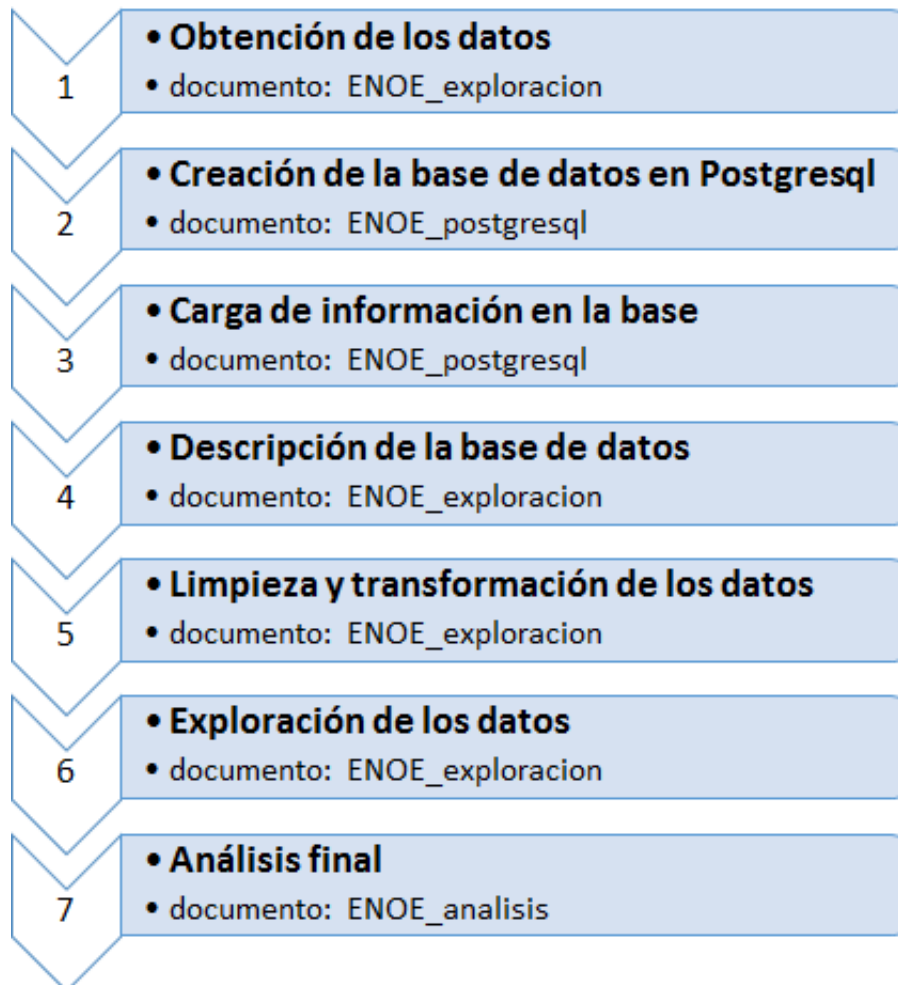 1
• Obtención de los datos
• documento: ENOE_exploracion
2
• Creación de la base de datos en Postgresql
• documento: ENOE_postgresql
3
• Carga de información en la base
• documento: ENOE_postgresql
4
• Descripción de la base de datos
• documento: ENOE_exploracion
5
• Limpieza y transformación de los datos
• documento: ENOE_exploracion
6
• Exploración de los datos
• documento: ENOE_exploracion
7
• Análisis final
• documento: ENOE_analisis